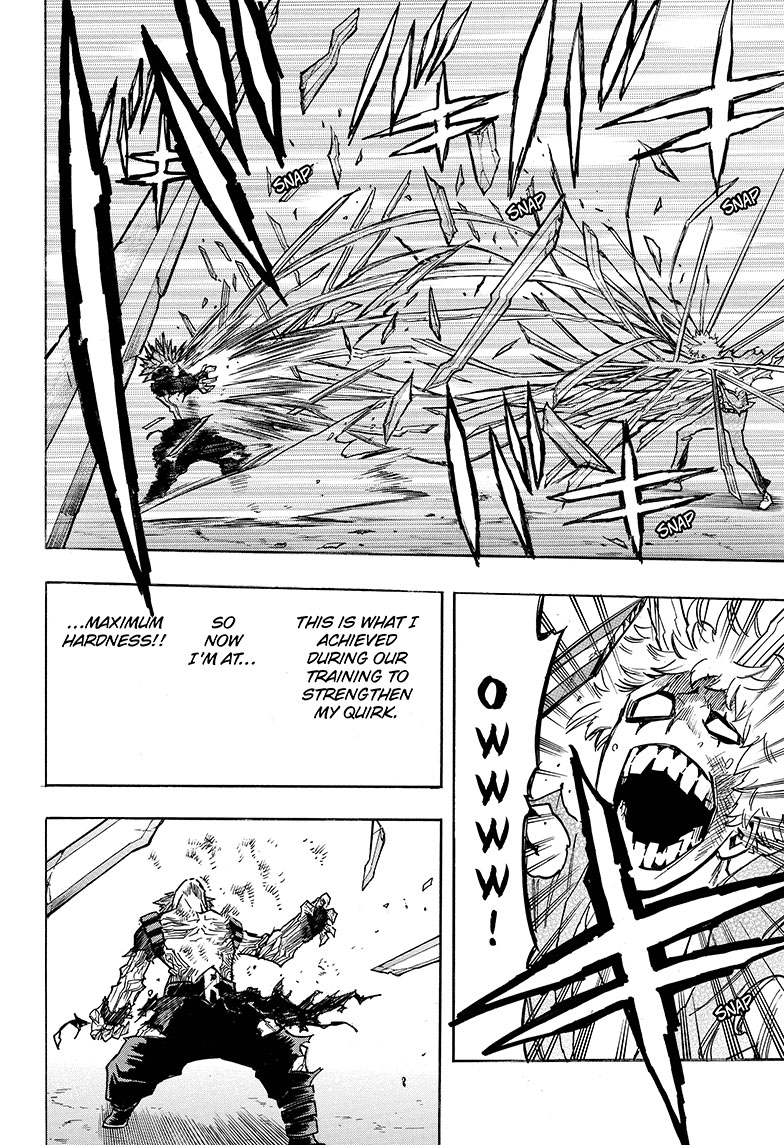 SNAP
SNAP
SNAP
SNAP
OWWWW!
SNAP
THIS IS WHAT I
ACHIEVED
DURING OUR
TRAINING TO
STRENGTHEN
MY QUIRK.
SO
NOW
I'M AT...
...MAXIMUM
HARDNESS!!
R